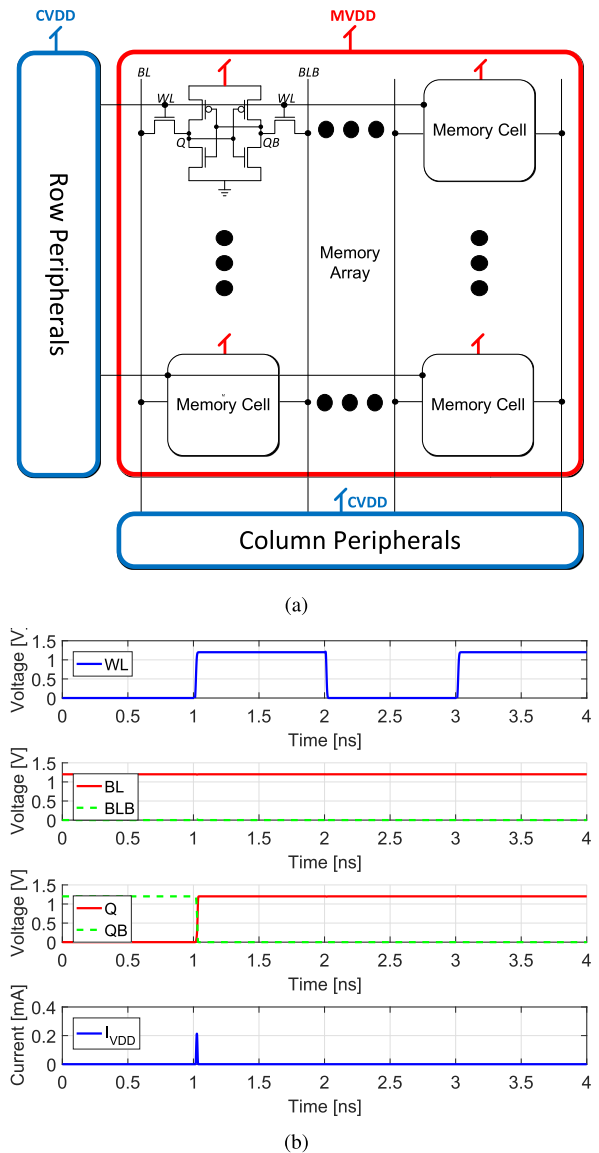 CVDD
MVDD
BL
BLB
WL
WL
Q
QB
Memory Cell
Row Peripherals
Memory
Array
Memory Cell
Memory Cell
CVDD
Column Peripherals
(a)
Voltage [V]
1.5
1
0.5
0
WL
0 0.5 1 1.5 2 2.5 3 3.5 4
Time [ns]
Voltage [V]
1.5
1
0.5
0
BL
BLB
0 0.5 1 1.5 2 2.5 3 3.5 4
Time [ns]
Voltage [V]
1.5
1
0.5
0
Q
QB
0 0.5 1 1.5 2 2.5 3 3.5 4
Time [ns]
Current [mA]
0.4
0.2
0
I_VDD
0 0.5 1 1.5 2 2.5 3 3.5 4
Time [ns]
(b)